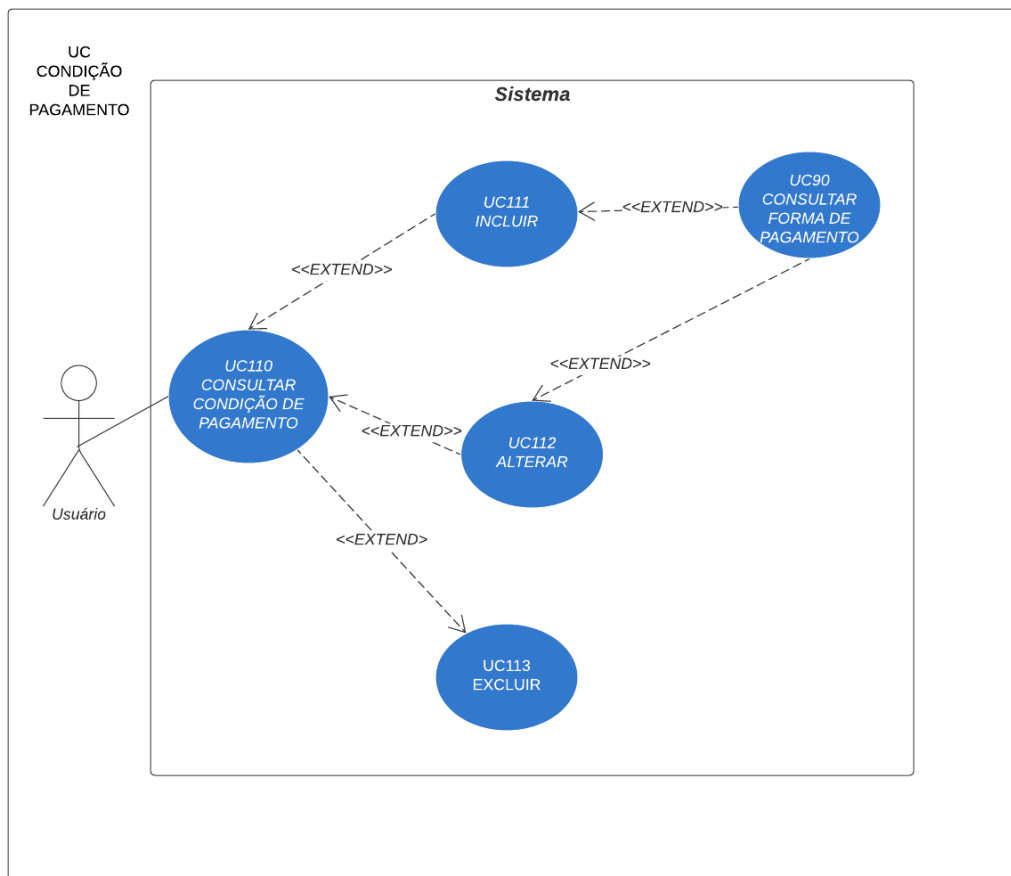 UC
CONDIÇÃO
DE
PAGAMENTO
Sistema
UC111
INCLUIR
<<EXTEND>>
UC90
CONSULTAR
FORMA DE
PAGAMENTO
<<EXTEND>>
<<EXTEND>>
UC110
CONSULTAR
CONDIÇÃO DE
PAGAMENTO
<<EXTEND>>
UC112
ALTERAR
Usuário
<<EXTEND>
UC113
EXCLUIR